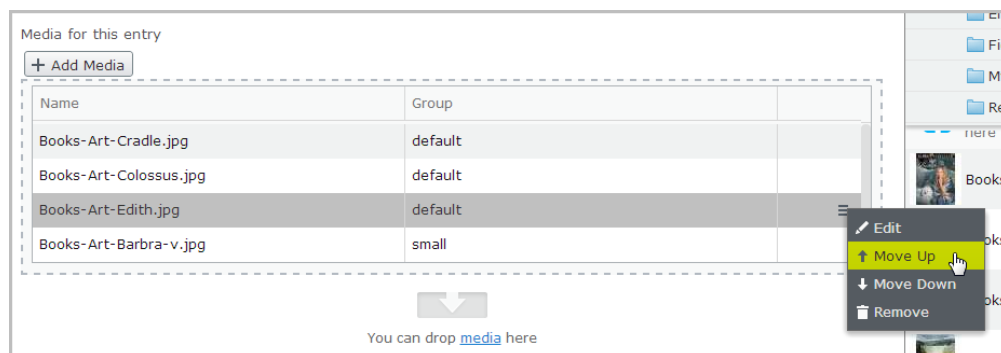 Media for this entry
+ Add Media
Name Group
Books-Art-Cradle.jpg default
Books-Art-Colossus.jpg default
Books-Art-Edith.jpg default
Books-Art-Barbra-v.jpg small
You can drop media here
here
Edit
Move Up
Move Down
Remove